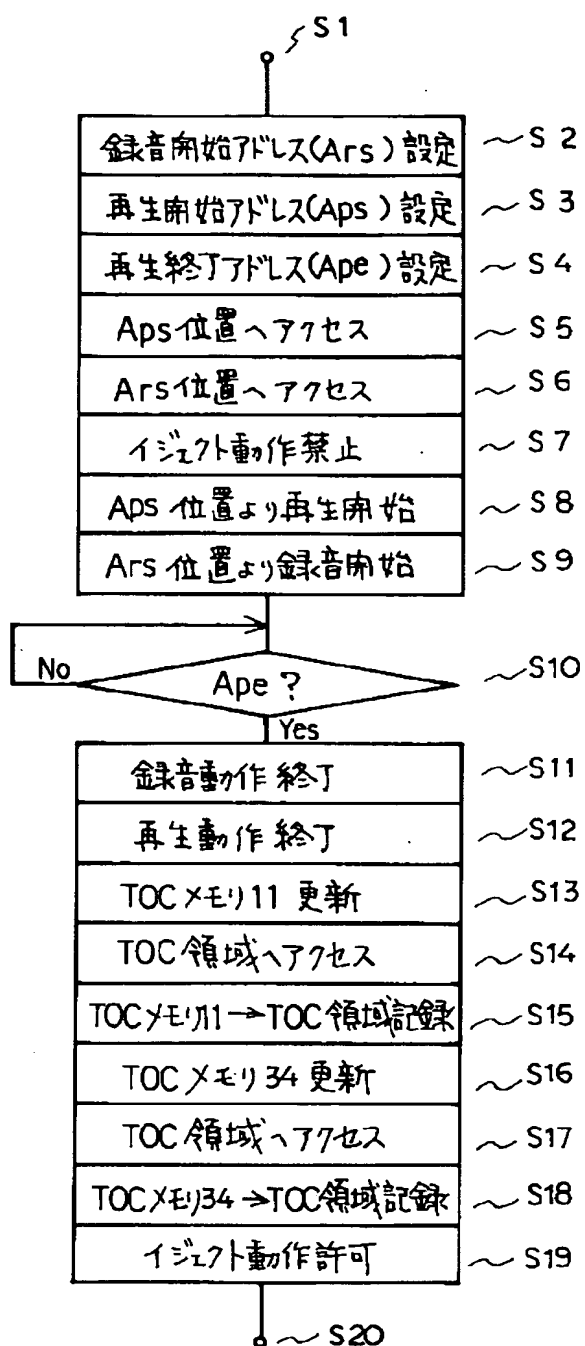 S1
録音開始アドレス(Ars)設定 S2
再生開始アドレス(Aps)設定 S3
再生終了アドレス(Ape)設定 S4
Aps位置へアクセス S5
Ars位置へアクセス S6
イジェクト動作禁止 S7
Aps位置より再生開始 S8
Ars位置より録音開始 S9
No Ape? S10
Yes
録音動作終了 S11
再生動作終了 S12
TOCメモリ11更新 S13
TOC領域へアクセス S14
TOCメモリ11→TOC領域記録 S15
TOCメモリ34更新 S16
TOC領域へアクセス S17
TOCメモリ34→TOC領域記録 S18
イジェクト動作許可 S19
S20